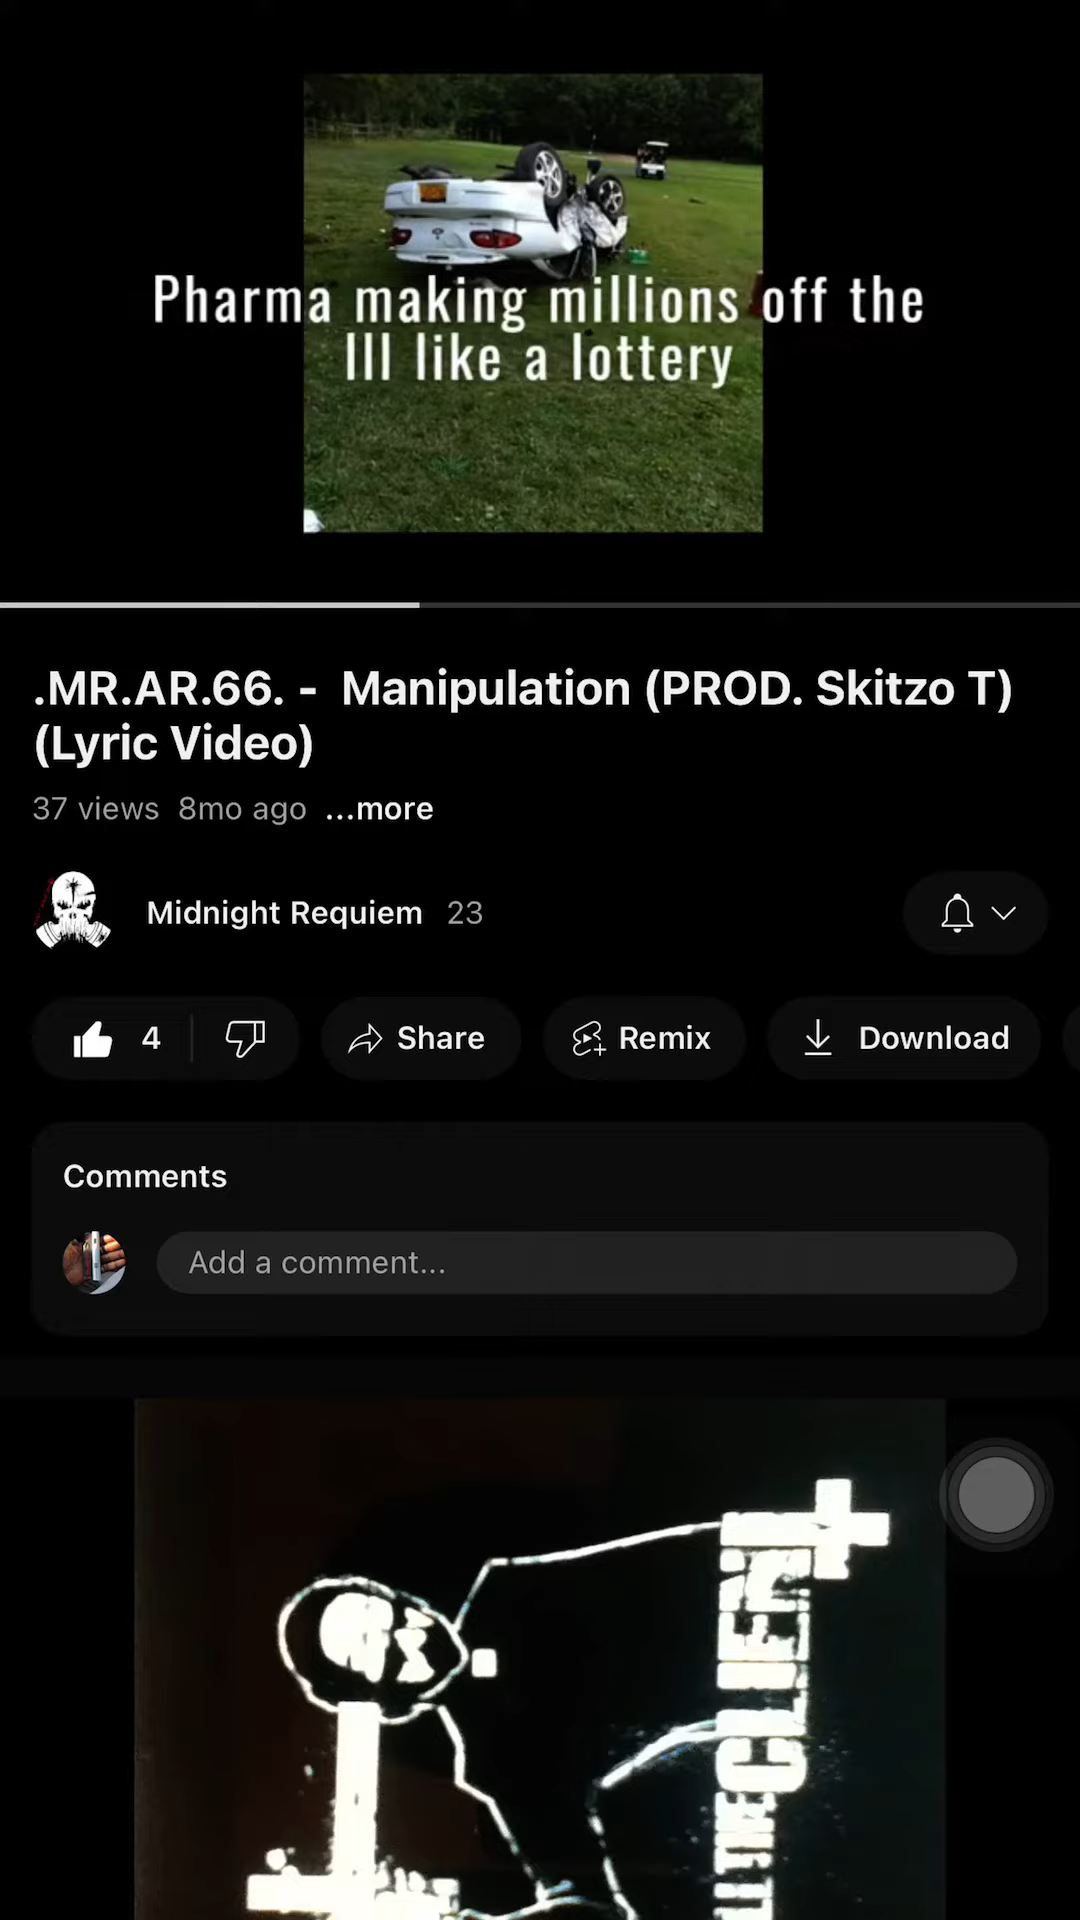 Pharma making millions off the
Ill like a lottery
.MR.AR.66. - Manipulation (PROD. Skitzo T)
(Lyric Video)
37 views 8mo ago ...more
Midnight Requiem 23
4 Share Remix Download
Comments
Add a comment...